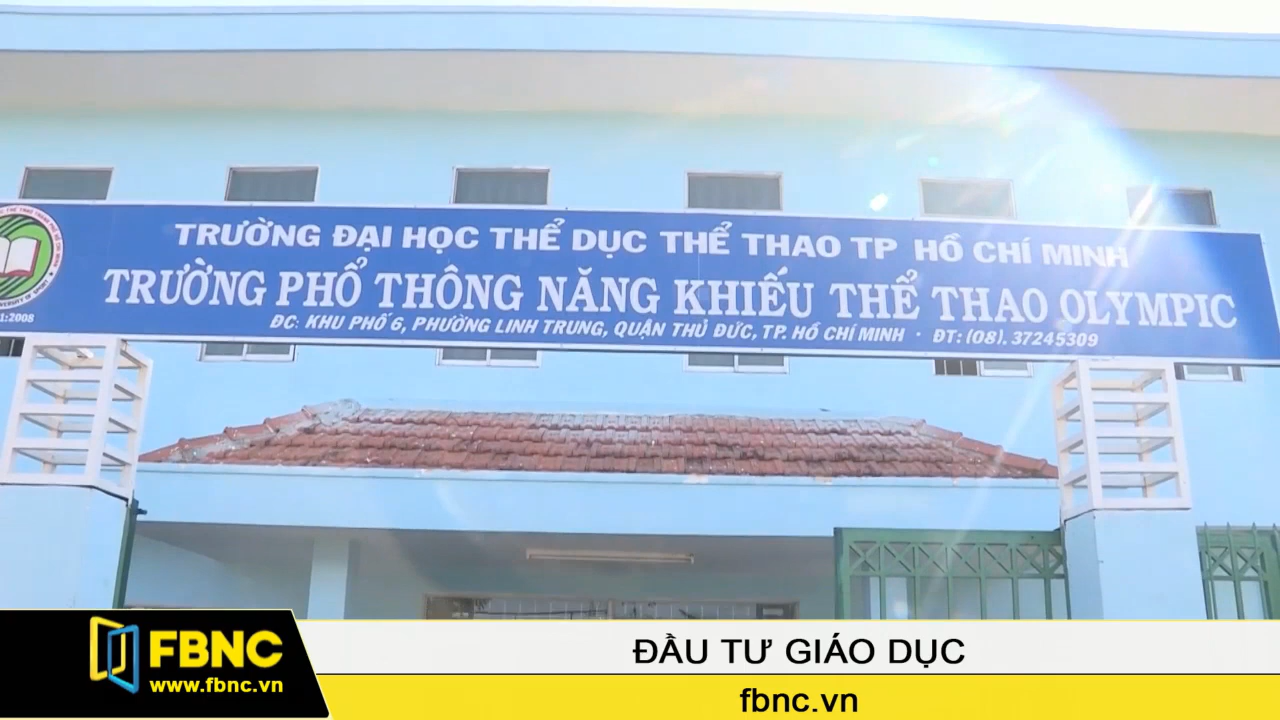 TRƯỜNG ĐẠI HỌC THỂ DỤC THỂ THAO TP HỒ CHÍ MINH
TRƯỜNG PHỔ THÔNG NĂNG KHIẾU THỂ THAO OLYMPIC
ĐC: KHU PHỐ 6, PHƯỜNG LINH TRUNG, QUẬN THỦ ĐỨC, TP. HỒ CHÍ MINH · ĐT: (08). 37245309
1:2008
FBNC
www.fbnc.vn
ĐẦU TƯ GIÁO DỤC
fbnc.vn